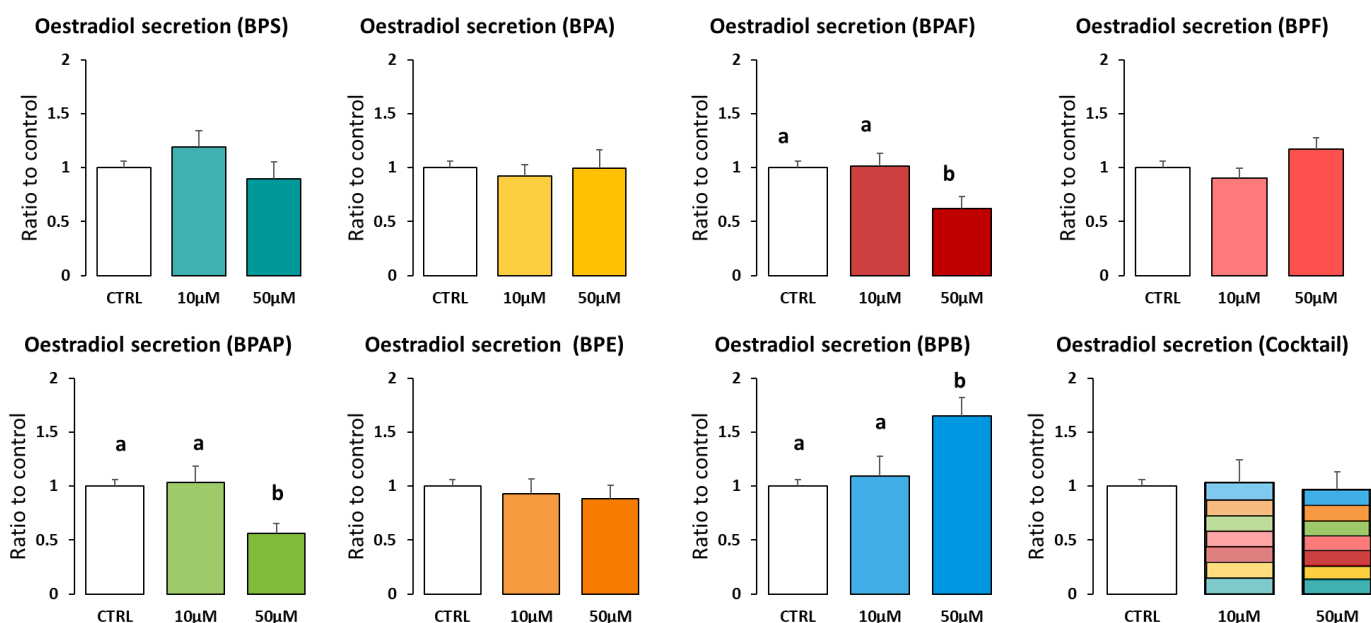 Oestradiol secretion (BPS)
2
1.5
1
0.5
0
Ratio to control
CTRL 10µM 50µM
Oestradiol secretion (BPA)
2
1.5
1
0.5
0
Ratio to control
CTRL 10µM 50µM
Oestradiol secretion (BPAF)
2
1.5
1
0.5
0
Ratio to control
a a b
CTRL 10µM 50µM
Oestradiol secretion (BPF)
2
1.5
1
0.5
0
Ratio to control
CTRL 10µM 50µM
Oestradiol secretion (BPAP)
2
1.5
1
0.5
0
Ratio to control
a a b
CTRL 10µM 50µM
Oestradiol secretion (BPE)
2
1.5
1
0.5
0
Ratio to control
CTRL 10µM 50µM
Oestradiol secretion (BPB)
2
1.5
1
0.5
0
Ratio to control
a a b
CTRL 10µM 50µM
Oestradiol secretion (Cocktail)
2
1.5
1
0.5
0
Ratio to control
CTRL 10µM 50µM